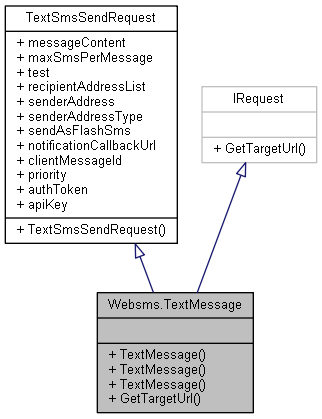 TextSmsSendRequest
+ messageContent
+ maxSmsPerMessage
+ test
+ recipientAddressList
+ senderAddress
+ senderAddressType
+ sendAsFlashSms
+ notificationCallbackUrl
+ clientMessageId
+ priority
+ authToken
+ apiKey
+ TextSmsSendRequest()
IRequest
+ GetTargetUrl()
Websms.TextMessage
+ TextMessage()
+ TextMessage()
+ TextMessage()
+ GetTargetUrl()